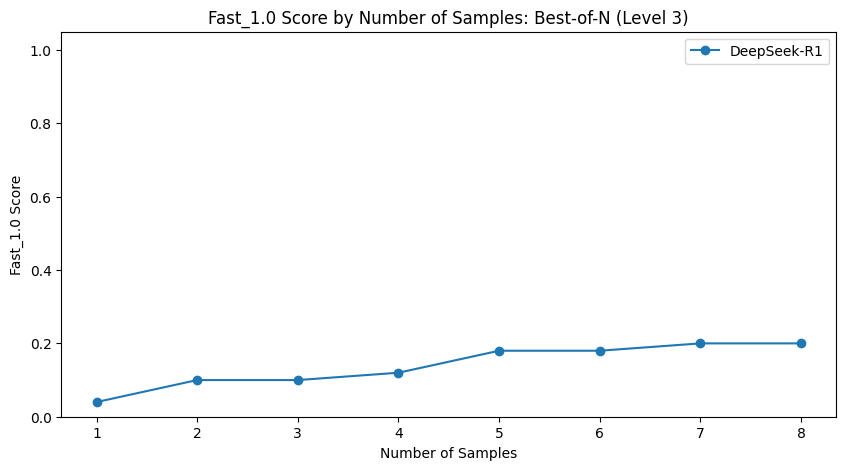 Fast_1.0 Score by Number of Samples: Best-of-N (Level 3)
DeepSeek-R1
Fast_1.0 Score
1.0
0.8
0.6
0.4
0.2
0.0
1 2 3 4 5 6 7 8
Number of Samples